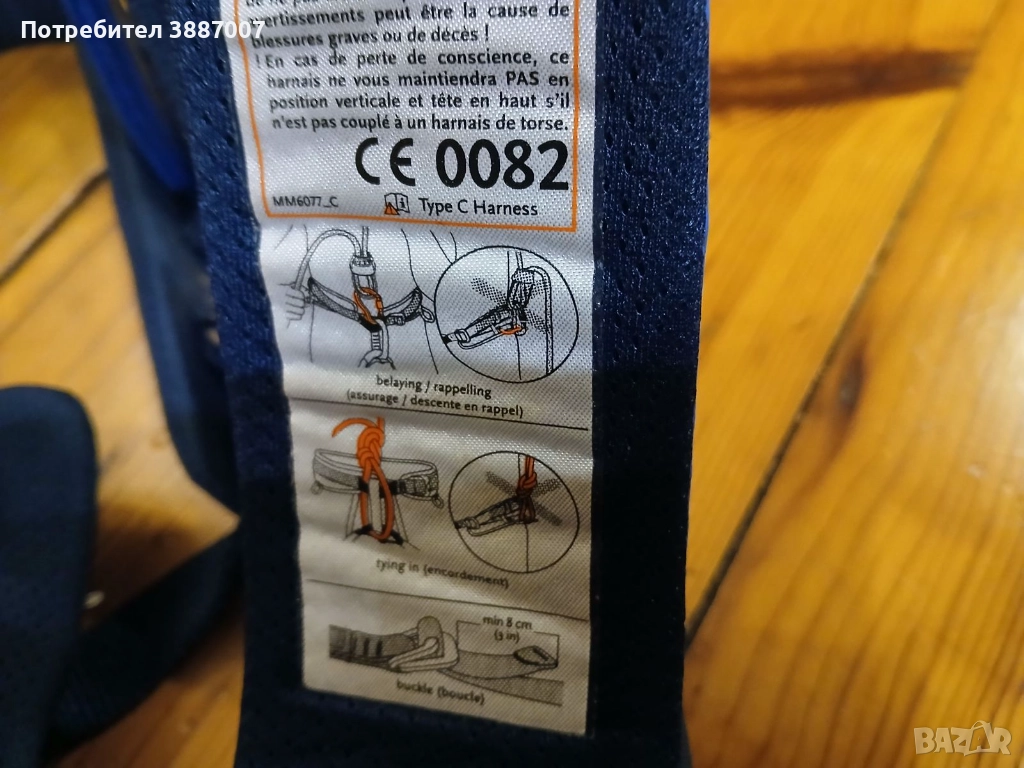 Потребител 3887007
avertissements peut être la cause de
blessures graves ou de décès !
! En cas de perte de conscience, ce
harnais ne vous maintiendra PAS en
position verticale et tête en haut s'il
n'est pas couplé à un harnais de torse.
CE 0082
MM6077_C
Type C Harness
belaying / rappelling
(assurage / descente en rappel)
tying in (encordement)
min 8 cm
(3 in)
buckle (boucle)
BAZAR